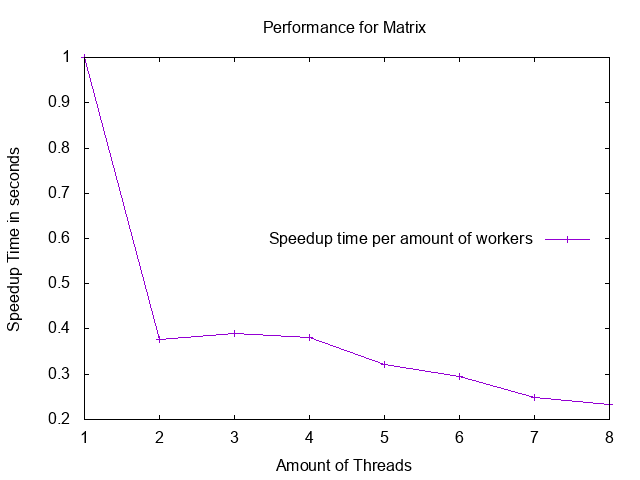 Performance for Matrix
1
0.9
0.8
0.7
0.6
0.5
0.4
0.3
0.2
Speedup Time in seconds
Speedup time per amount of workers
1 2 3 4 5 6 7 8
Amount of Threads